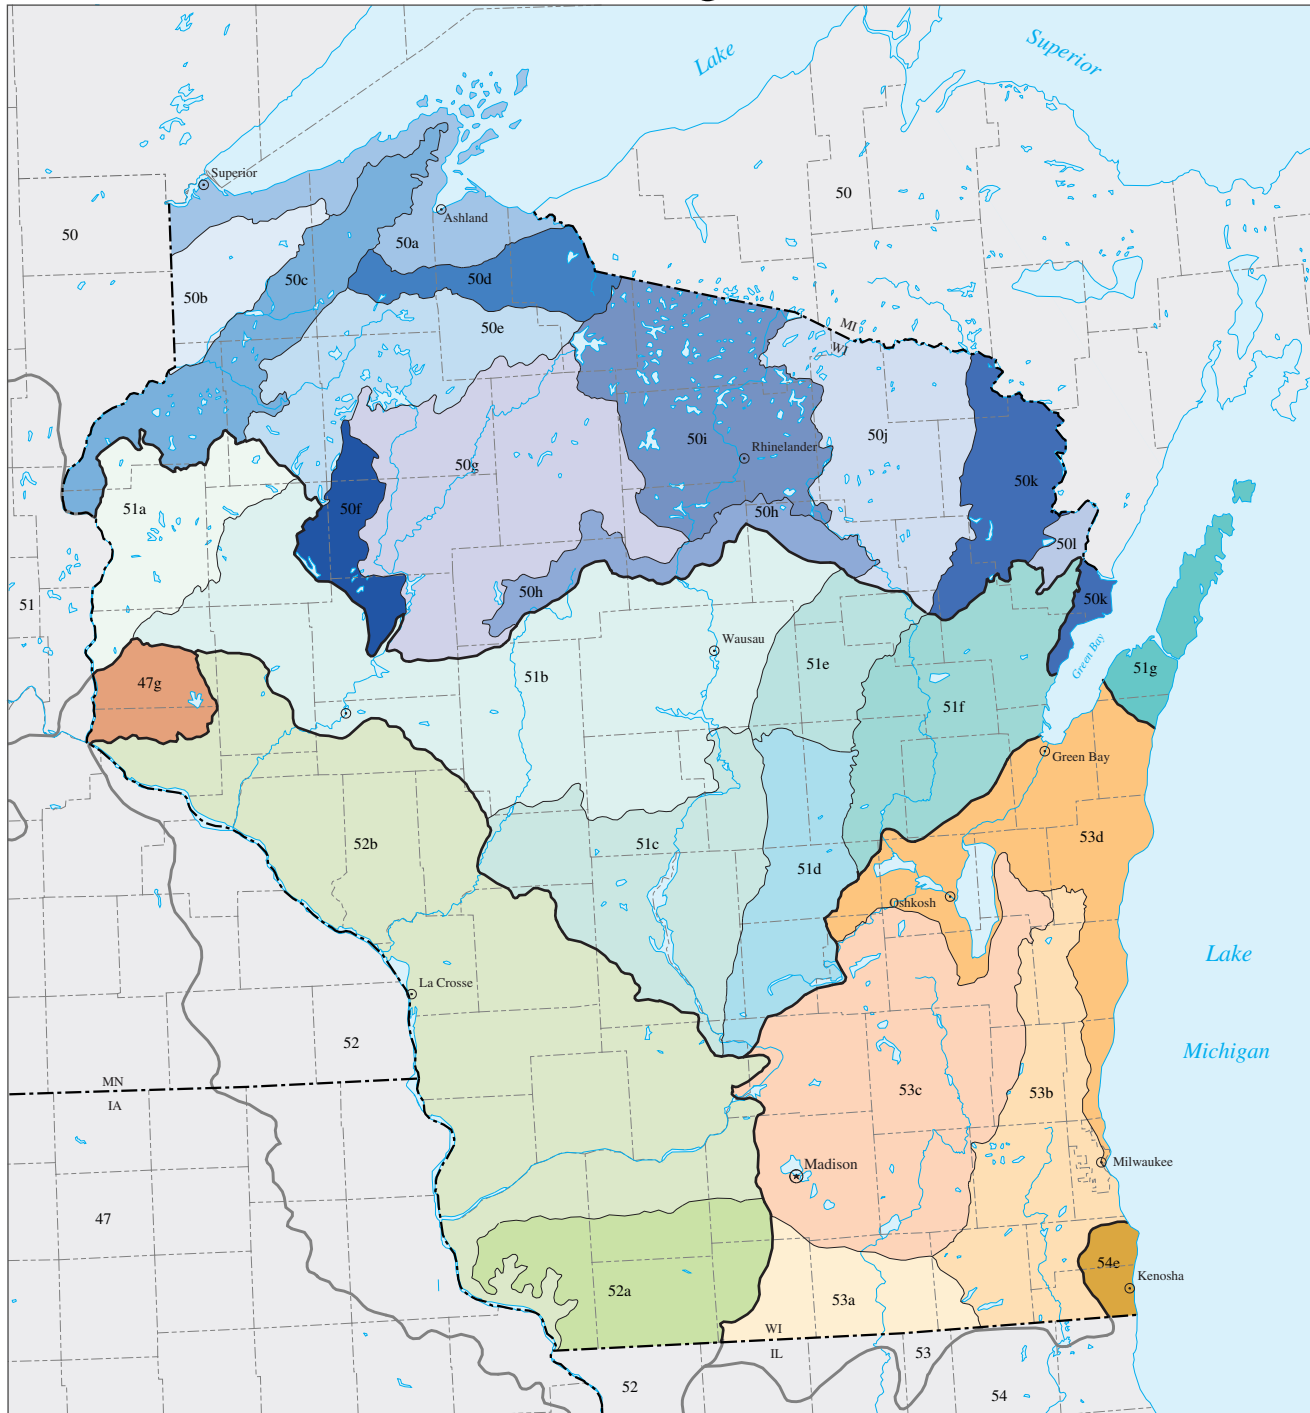 Lake
Superior
Superior
50
Ashland
50
50a
50c
50d
50b
50e
MI
WI
50j
50i
Rhinelander
50g
50k
51a
50f
50h
50l
50h
50k
51
Wausau
Green Bay
51e
51g
47g
51b
51f
Green Bay
53d
52b
51c
51d
Oshkosh
Lake
La Crosse
52
Michigan
MN
53c
53b
IA
Milwaukee
Madison
47
54e
Kenosha
52a
53a
WI
IL
53
52
54